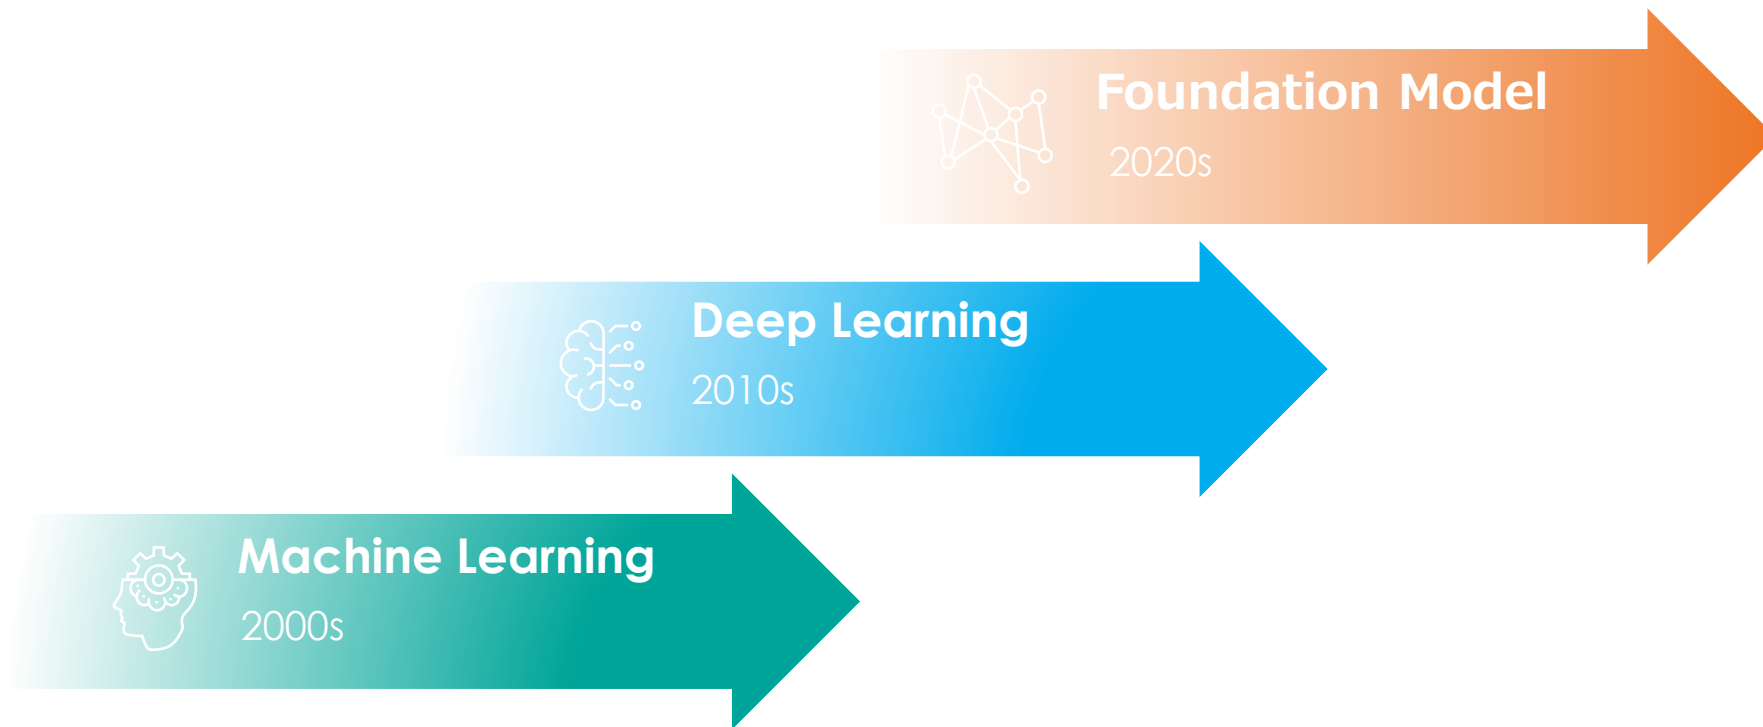 Foundation Model
2020s
Deep Learning
2010s
Machine Learning
2000s